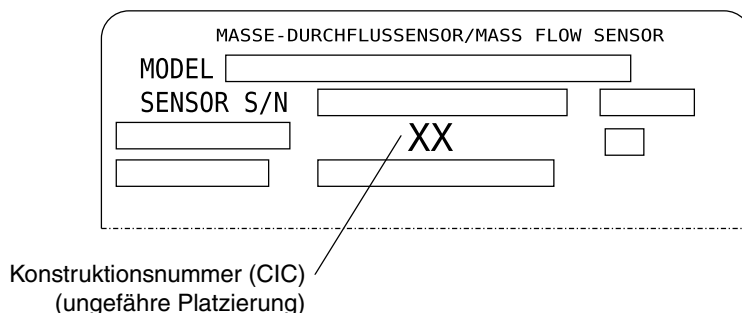 MASSE-DURCHFLUSSENSOR/MASS FLOW SENSOR
MODEL
SENSOR S/N
XX
Konstruktionsnummer (CIC)
(ungefähre Platzierung)